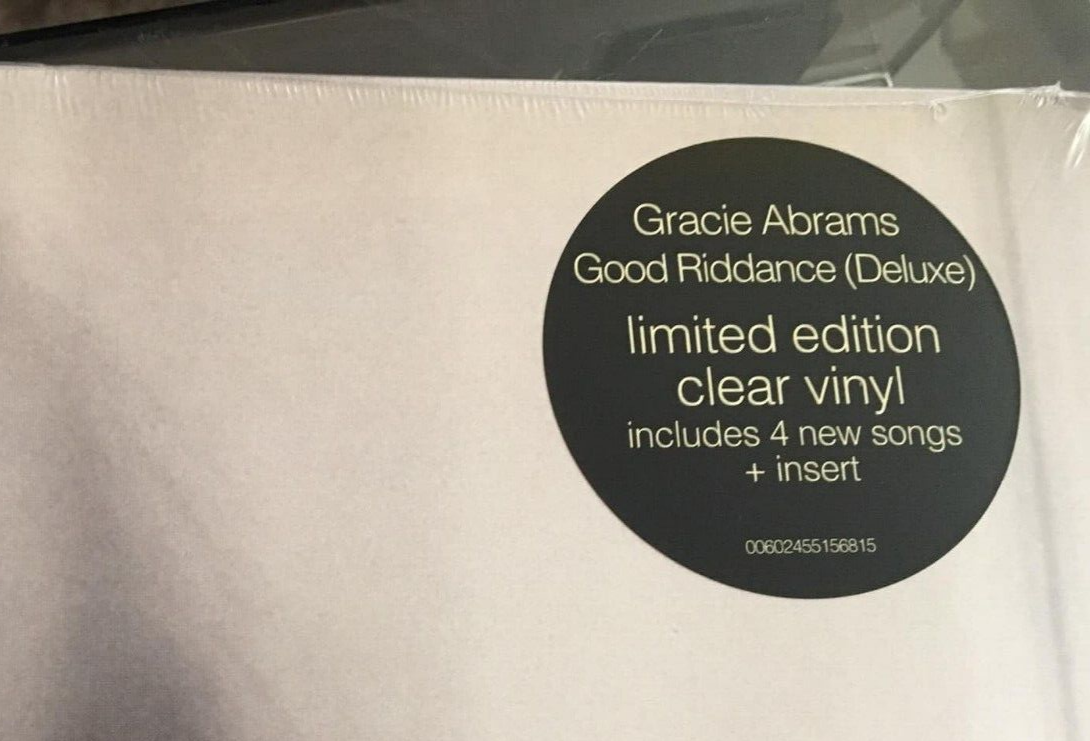 Gracie Abrams
Good Riddance (Deluxe)
limited edition
clear vinyl
includes 4 new songs
+ insert
00602455156815